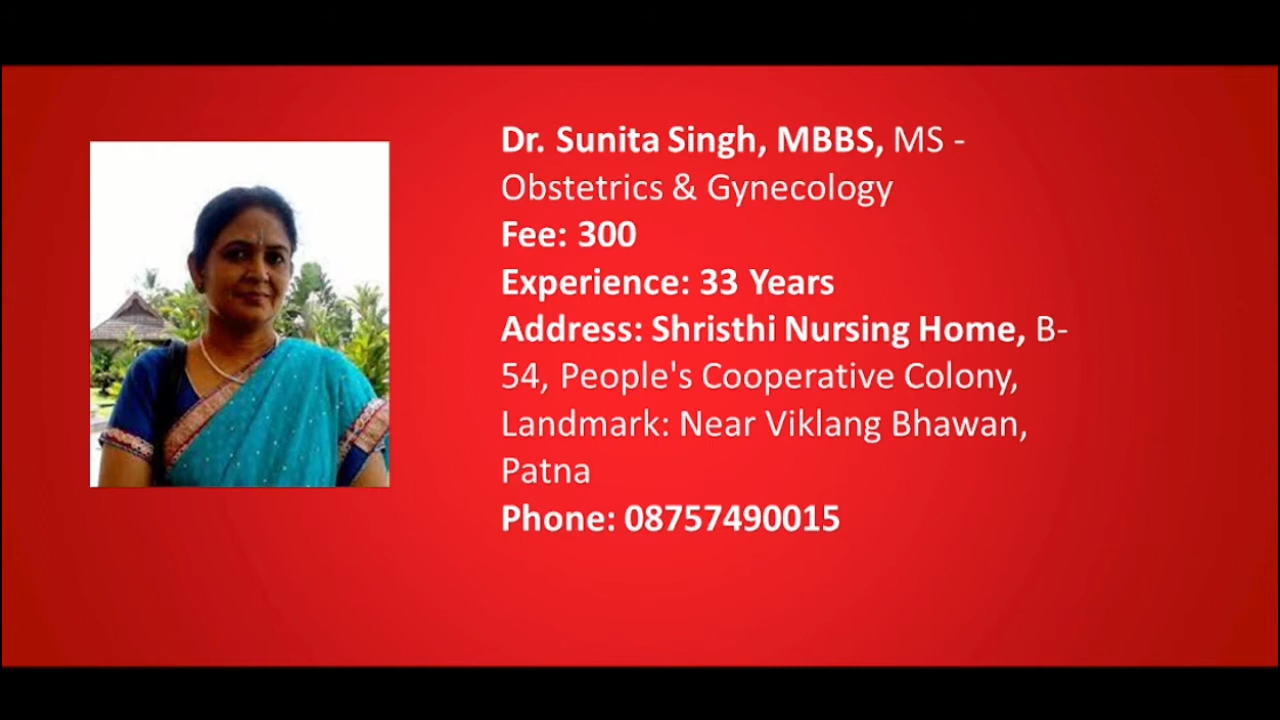 Dr. Sunita Singh, MBBS, MS -
Obstetrics & Gynecology
Fee: 300
Experience: 33 Years
Address: Shristhi Nursing Home, B-
54, People's Cooperative Colony,
Landmark: Near Viklang Bhawan,
Patna
Phone: 08757490015